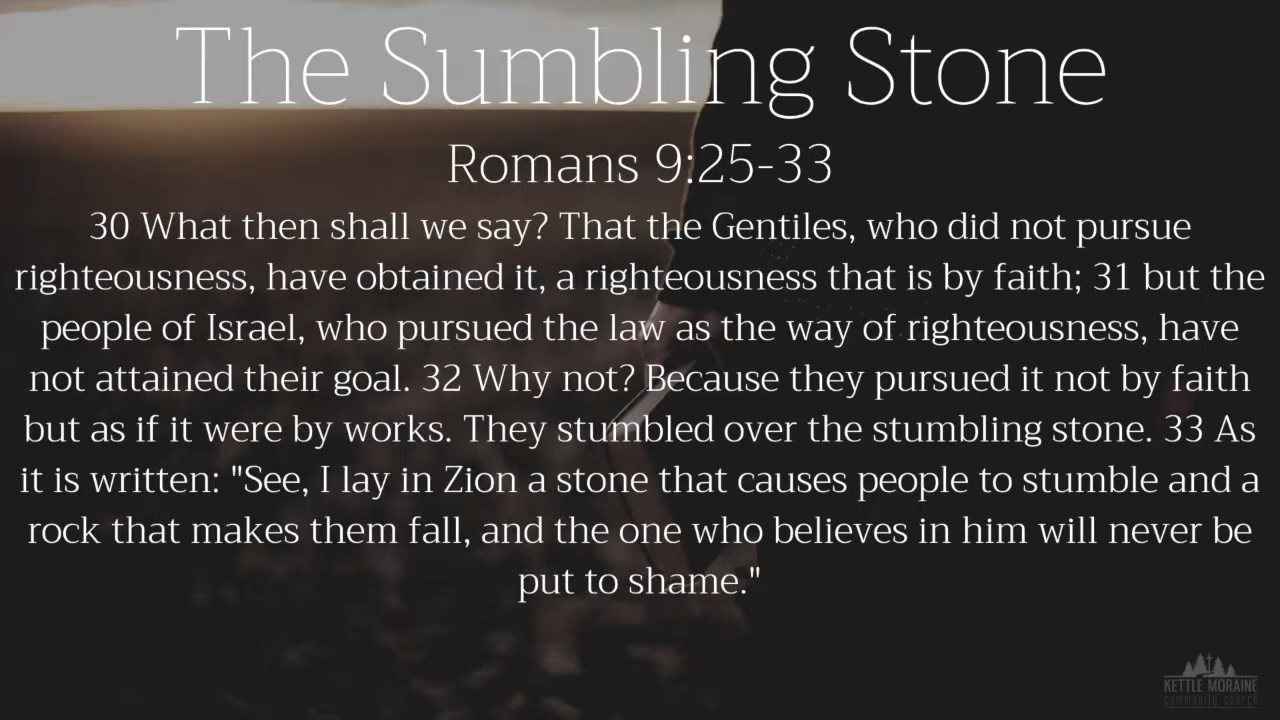 The Sumbling Stone
Romans 9:25-33
30 What then shall we say? That the Gentiles, who did not pursue
righteousness, have obtained it, a righteousness that is by faith; 31 but the
people of Israel, who pursued the law as the way of righteousness, have
not attained their goal. 32 Why not? Because they pursued it not by faith
but as if it were by works. They stumbled over the stumbling stone. 33 As
it is written: "See, I lay in Zion a stone that causes people to stumble and a
rock that makes them fall, and the one who believes in him will never be
put to shame."
KETTLE MORAINE
community church